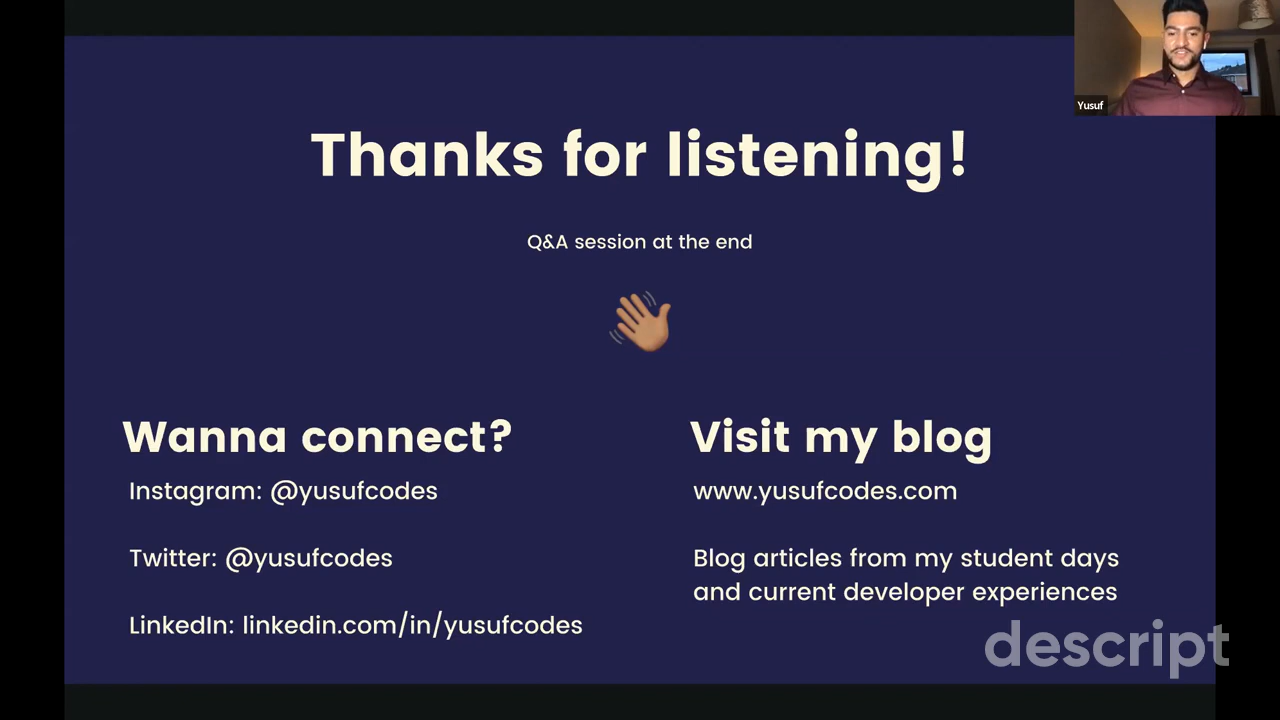 Yusuf
Thanks for listening!
Q&A session at the end
Wanna connect?
Instagram: @yusufcodes
Twitter: @yusufcodes
LinkedIn: linkedin.com/in/yusufcodes
Visit my blog
www.yusufcodes.com
Blog articles from my student days
and current developer experiences
descript